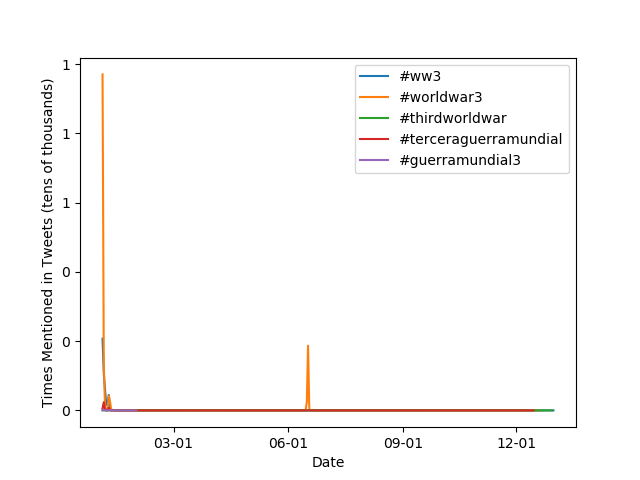 1
1
1
0
0
0
Times Mentioned in Tweets (tens of thousands)
#ww3
#worldwar3
#thirdworldwar
#terceraguerramundial
#guerramundial3
03-01
06-01
09-01
12-01
Date